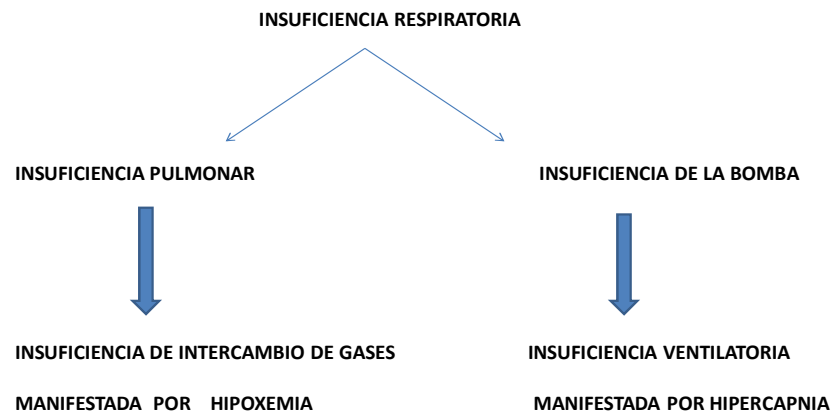 INSUFICIENCIA RESPIRATORIA
INSUFICIENCIA PULMONAR
INSUFICIENCIA DE LA BOMBA
INSUFICIENCIA DE INTERCAMBIO DE GASES
MANIFESTADA POR HIPOXEMIA
INSUFICIENCIA VENTILATORIA
MANIFESTADA POR HIPERCAPNIA